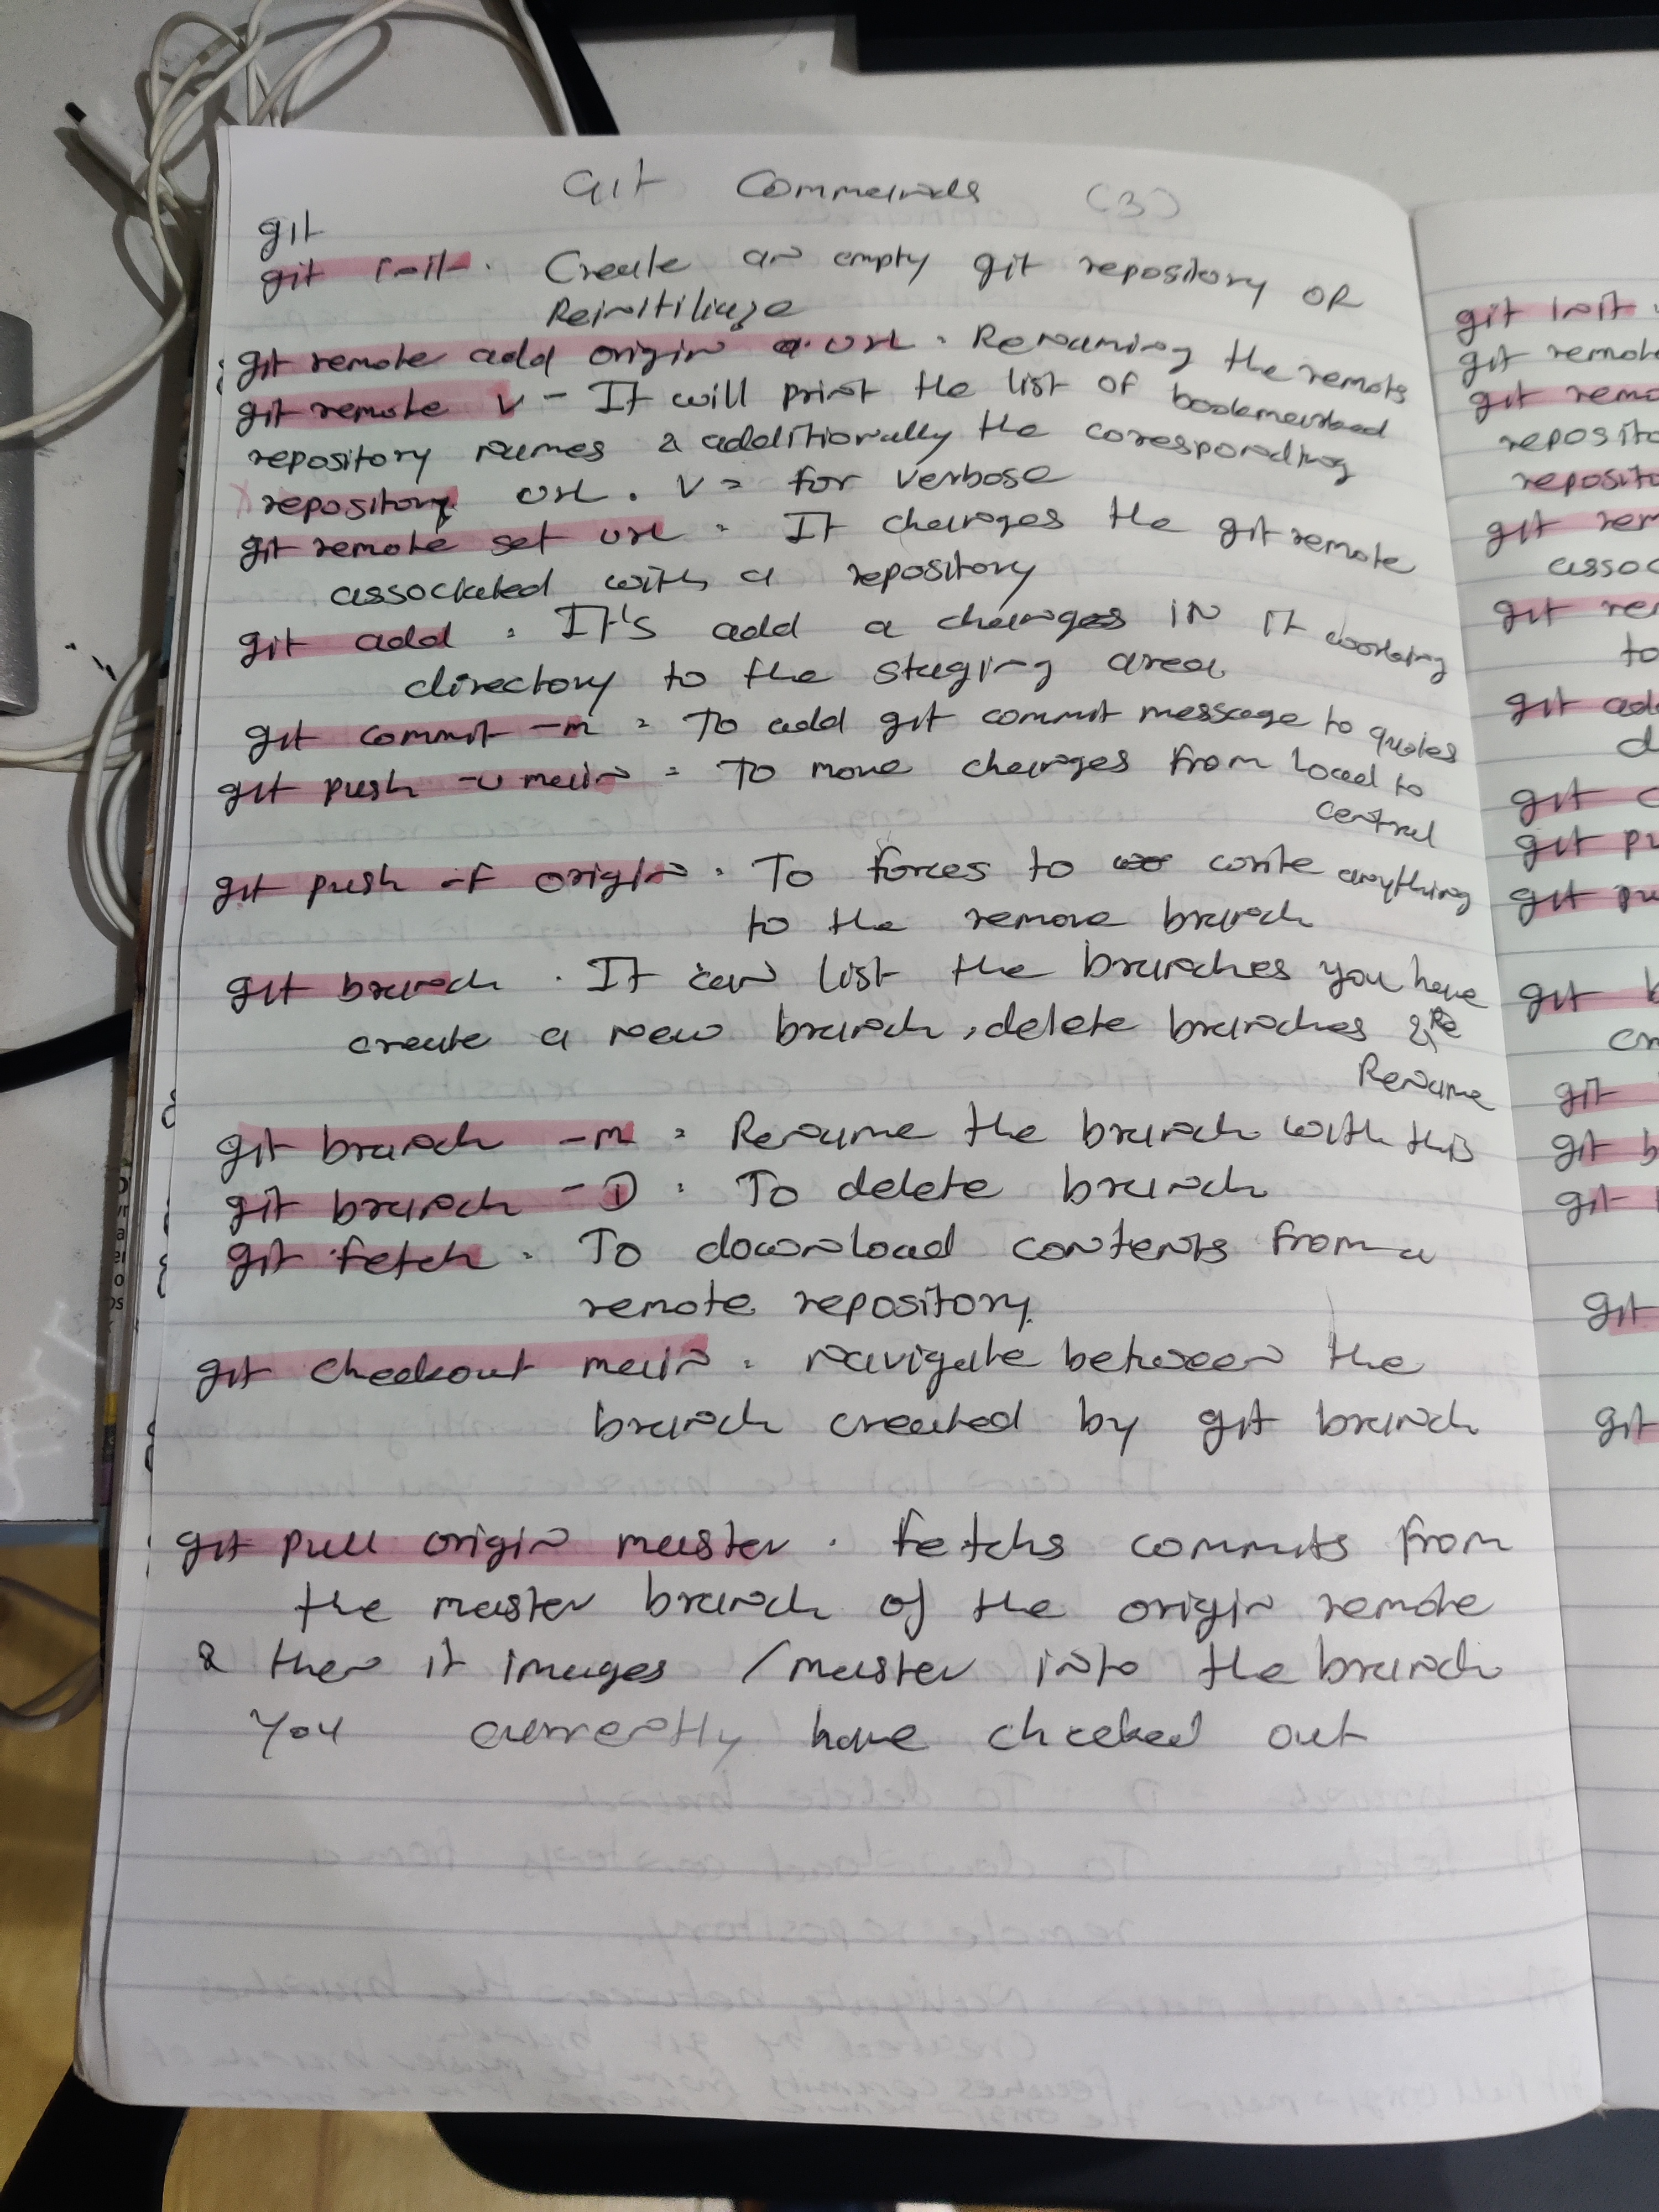 Git Commands (3)
git
git init. Create an empty git repository OR
Reinitiliaze
git remote add origin url. Renaming the remote
git remote v - It will print the list of bookmarked
repository names & additionally the coresponding
repository url. v = for verbose
git remote set url = It changes the git remote
associated with a repository
git add = It's add a changes in it working
directory to the staging area
git commit -m = To add git commit message to quotes
git push -u main = To move changes from local to
central
git push -f origin. To forces to write anything
to the remove branch
git branch . It can list the branches you have
create a new branch, delete branches & Re
Rename
git branch -m = Rename the branch with this
git branch -D = To delete branch
git fetch = To download contents from a
remote repository.
git checkout main = navigate between the
branch created by git branch
git pull origin master . fetchs commits from
the master branch of the origin remote
& then it images /master into the branch
You currently have checked out
git init
git remote
git remo
reposito
reposito
git rem
assoc
git re
to
git add
d
git c
git pu
git pu
git b
cr
git
git b
git
git
git